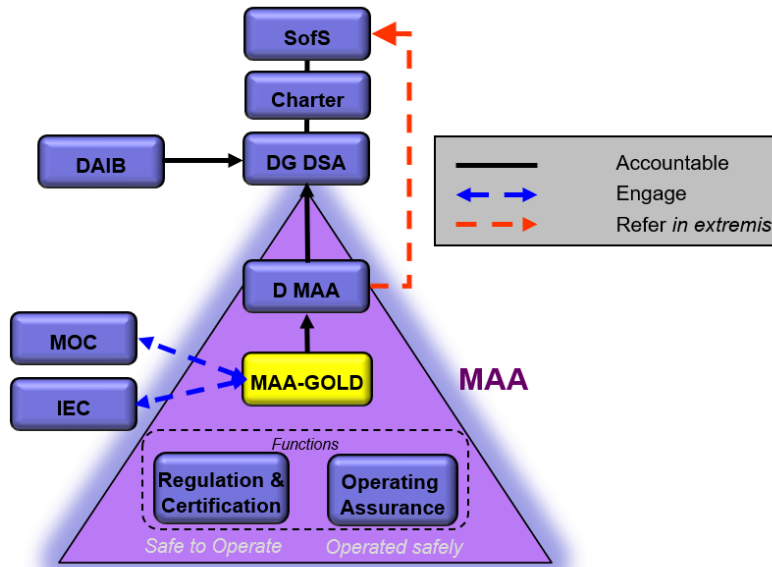 SofS
Charter
DAIB
DG DSA
Accountable
Engage
Refer in extremis
D MAA
MOC
MAA-GOLD
MAA
IEC
Functions
Regulation &
Certification
Operating
Assurance
Safe to Operate
Operated safely